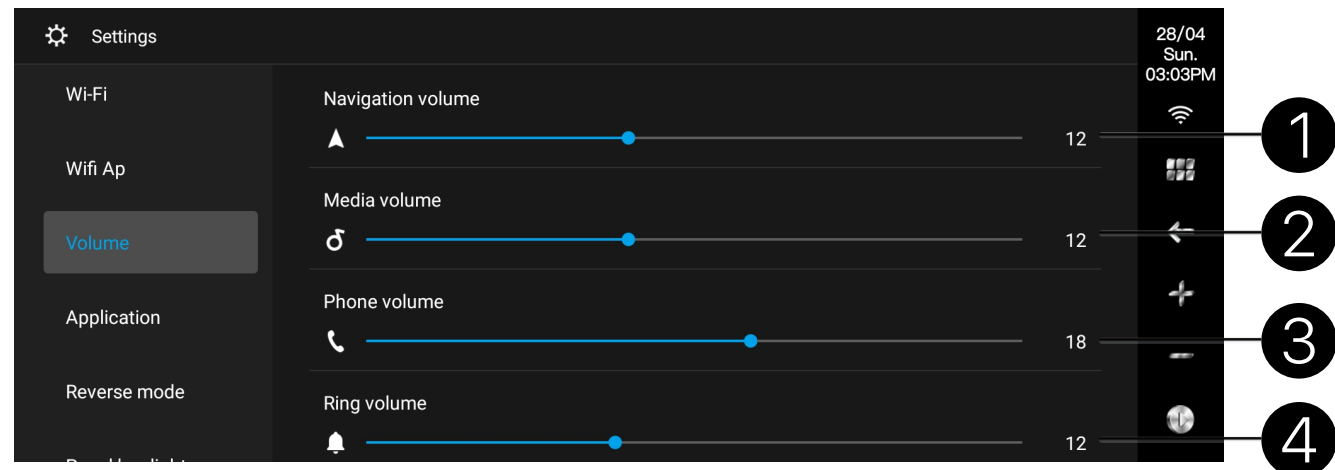 Settings
28/04
Sun.
03:03PM
Wi-Fi
Wifi Ap
Volume
Application
Reverse mode
Navigation volume
12
1
Media volume
12
2
Phone volume
18
3
Ring volume
12
4